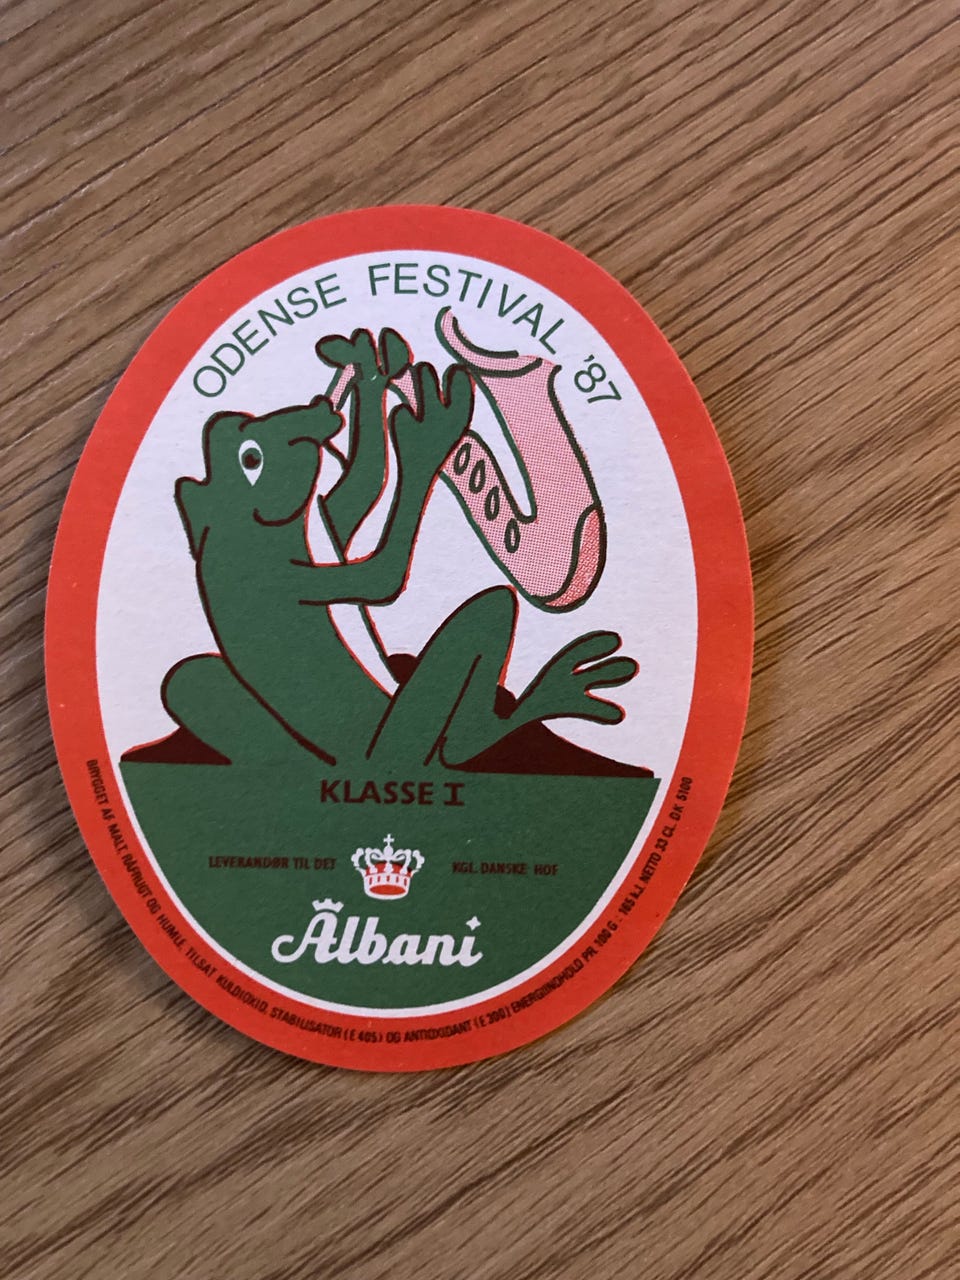 ODENSE FESTIVAL '87
KLASSE I
LEVERANDØR TIL DET KGL. DANSKE HOF
Albani
BRYGGET AF MALT, RÅFRUGT OG HUMLE, TILSAT KULDIOXID, STABILISATOR (E 405) OG ANTIOXIDANT (E 300) ENERGIINDHOLD PR. 100 G : 165 kJ. NETTO 33 CL. DK 5100